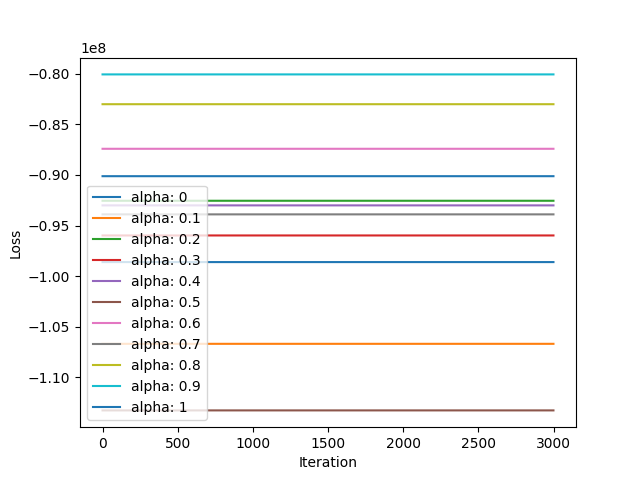 1e8
−0.80
−0.85
−0.90
−0.95
−1.00
−1.05
−1.10
Loss
alpha: 0
alpha: 0.1
alpha: 0.2
alpha: 0.3
alpha: 0.4
alpha: 0.5
alpha: 0.6
alpha: 0.7
alpha: 0.8
alpha: 0.9
alpha: 1
0 500 1000 1500 2000 2500 3000
Iteration